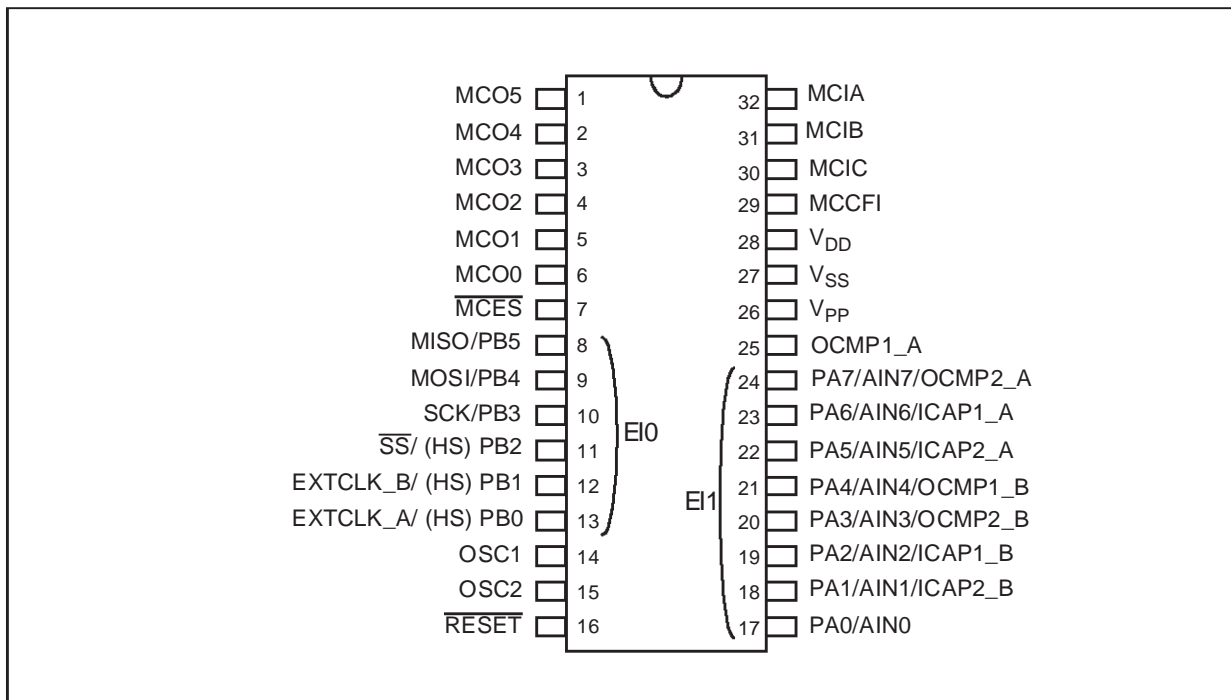 MCO5 1 32 MCIA
MCO4 2 31 MCIB
MCO3 3 30 MCIC
MCO2 4 29 MCCFI
MCO1 5 28 VDD
MCO0 6 27 VSS
MCES 7 26 VPP
MISO/PB5 8 25 OCMP1_A
MOSI/PB4 9 24 PA7/AIN7/OCMP2_A
SCK/PB3 10 23 PA6/AIN6/ICAP1_A
EI0
SS/ (HS) PB2 11 22 PA5/AIN5/ICAP2_A
EXTCLK_B/ (HS) PB1 12 21 PA4/AIN4/OCMP1_B
EI1
EXTCLK_A/ (HS) PB0 13 20 PA3/AIN3/OCMP2_B
OSC1 14 19 PA2/AIN2/ICAP1_B
OSC2 15 18 PA1/AIN1/ICAP2_B
RESET 16 17 PA0/AIN0